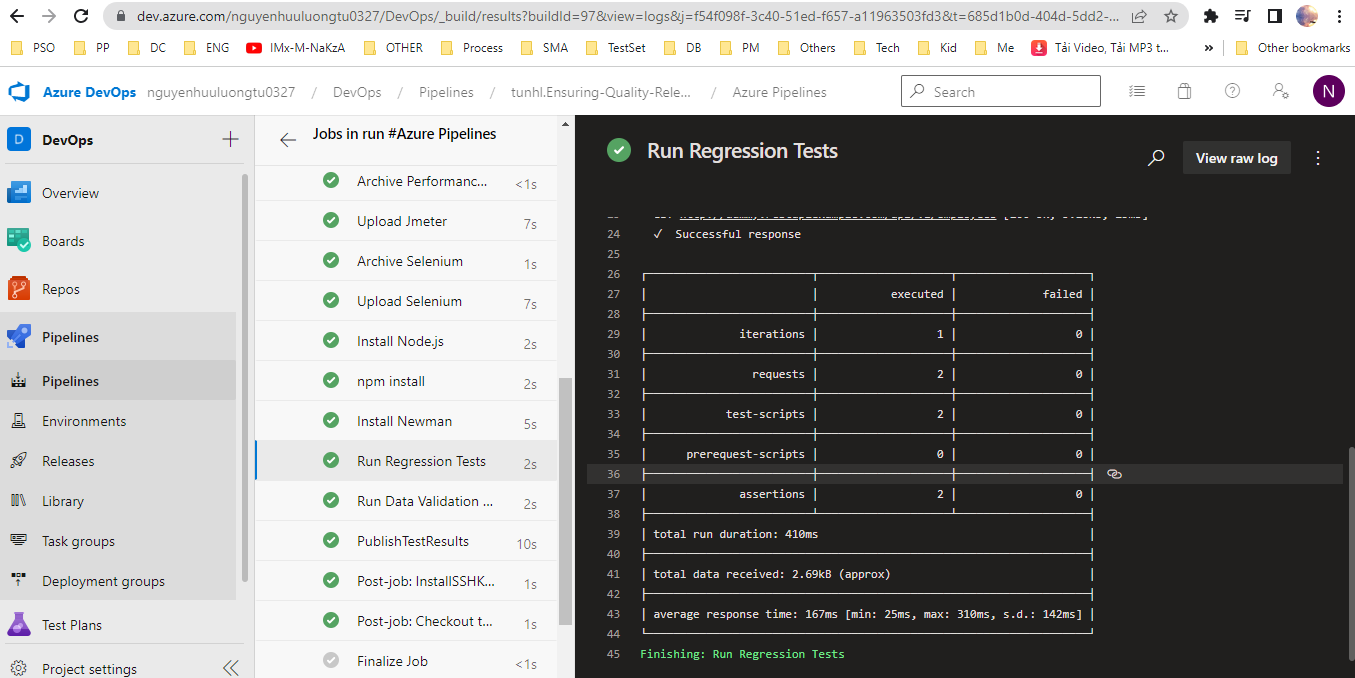 dev.azure.com/nguyenhuuluongtu0327/DevOps/_build/results?buildId=97&view=logs&j=f54f098f-3c40-51ed-f657-a11963503fd3&t=685d1b0d-404d-5dd2-...
PSO PP DC ENG IMx-M-NaKzA OTHER Process SMA TestSet DB PM Others Tech Kid Me Tải Video, Tải MP3 t... » Other bookmarks
Azure DevOps nguyenhuuluongtu0327 / DevOps / Pipelines / tunhl.Ensuring-Quality-Rele... / Azure Pipelines Search N
D DevOps
Overview
Boards
Repos
Pipelines
Pipelines
Environments
Releases
Library
Task groups
Deployment groups
Test Plans
Project settings
Jobs in run #Azure Pipelines
Archive Performanc... <1s
Upload Jmeter 7s
Archive Selenium 1s
Upload Selenium 7s
Install Node.js 2s
npm install 2s
Install Newman 5s
Run Regression Tests 2s
Run Data Validation ... 2s
PublishTestResults 10s
Post-job: InstallSSHK... 1s
Post-job: Checkout t... 1s
Finalize Job <1s
Run Regression Tests
View raw log
24 ✓ Successful response
25
26
27 executed failed
28
29 iterations 1 0
30
31 requests 2 0
32
33 test-scripts 2 0
34
35 prerequest-scripts 0 0
36
37 assertions 2 0
38
39 total run duration: 410ms
40
41 total data received: 2.69kB (approx)
42
43 average response time: 167ms [min: 25ms, max: 310ms, s.d.: 142ms]
44
45 Finishing: Run Regression Tests